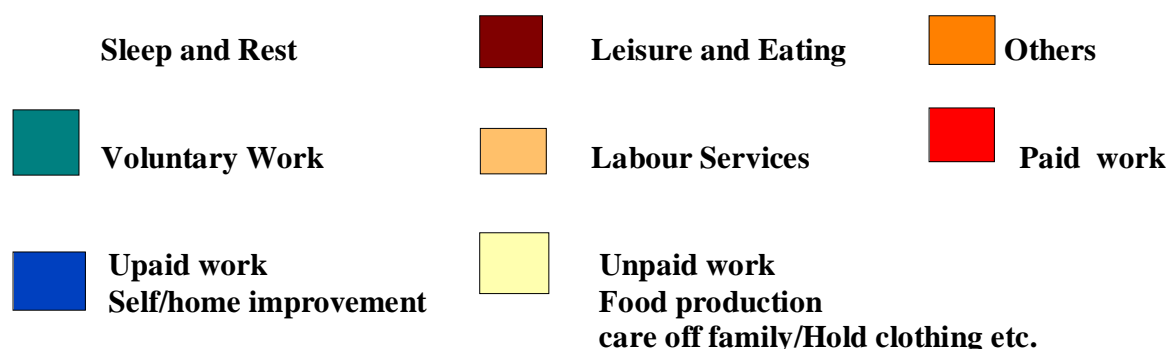 Sleep and Rest
Leisure and Eating
Others
Voluntary Work
Labour Services
Paid work
Upaid work
Self/home improvement
Unpaid work
Food production
care off family/Hold clothing etc.